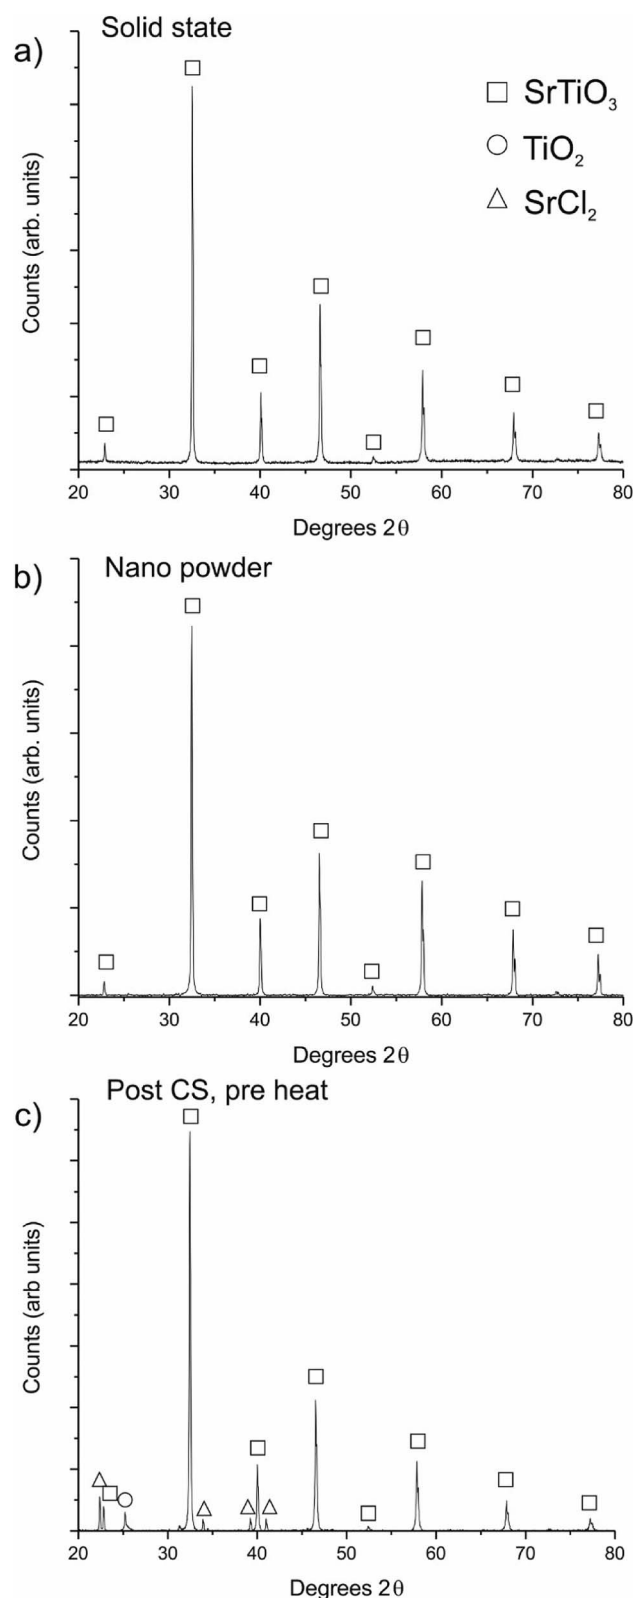 Solid state
a)
SrTiO₃
TiO₂
SrCl₂
Counts (arb. units)
20 30 40 50 60 70 80
Degrees 2θ
b) Nano powder
Counts (arb. units)
20 30 40 50 60 70 80
Degrees 2θ
Post CS, pre heat
c)
Counts (arb units)
20 30 40 50 60 70 80
Degrees 2θ